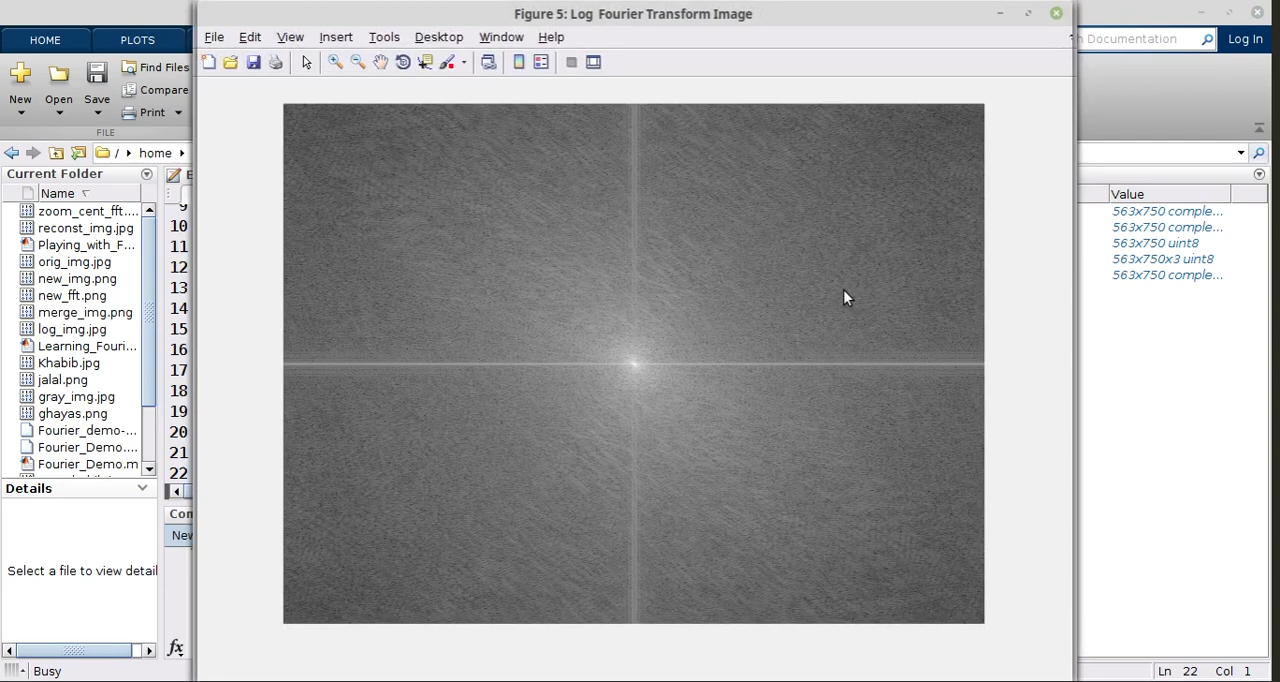 Figure 5: Log Fourier Transform Image
File Edit View Insert Tools Desktop Window Help
HOME PLOTS
Documentation Log In
New Open Save
Find Files
Compare
Print
FILE
/ home
Current Folder
Name
zoom_cent_fft....
reconst_img.jpg
Playing_with_F...
orig_img.jpg
new_img.png
new_fft.png
merge_img.png
log_img.jpg
Learning_Fouri...
Khabib.jpg
jalal.png
gray_img.jpg
ghayas.png
Fourier_demo-...
Fourier_Demo....
Fourier_Demo.m
Details
Select a file to view detail
Busy
E
10
11
12
13
14
15
16
17
18
19
20
21
22
Com
New
fx
Value
563x750 comple...
563x750 comple...
563x750 uint8
563x750x3 uint8
563x750 comple...
Ln 22 Col 1